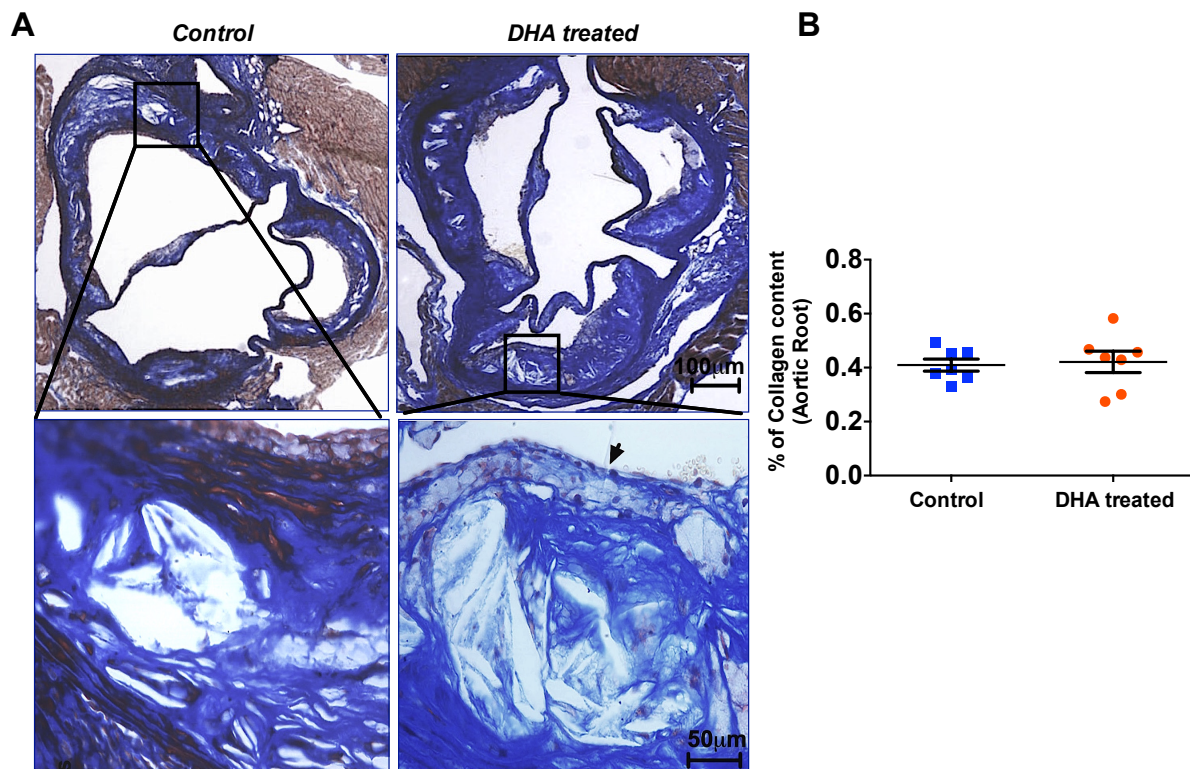 A
Control
DHA treated
100μm
50μm
B
% of Collagen content
(Aortic Root)
0.8
0.6
0.4
0.2
0.0
Control
DHA treated